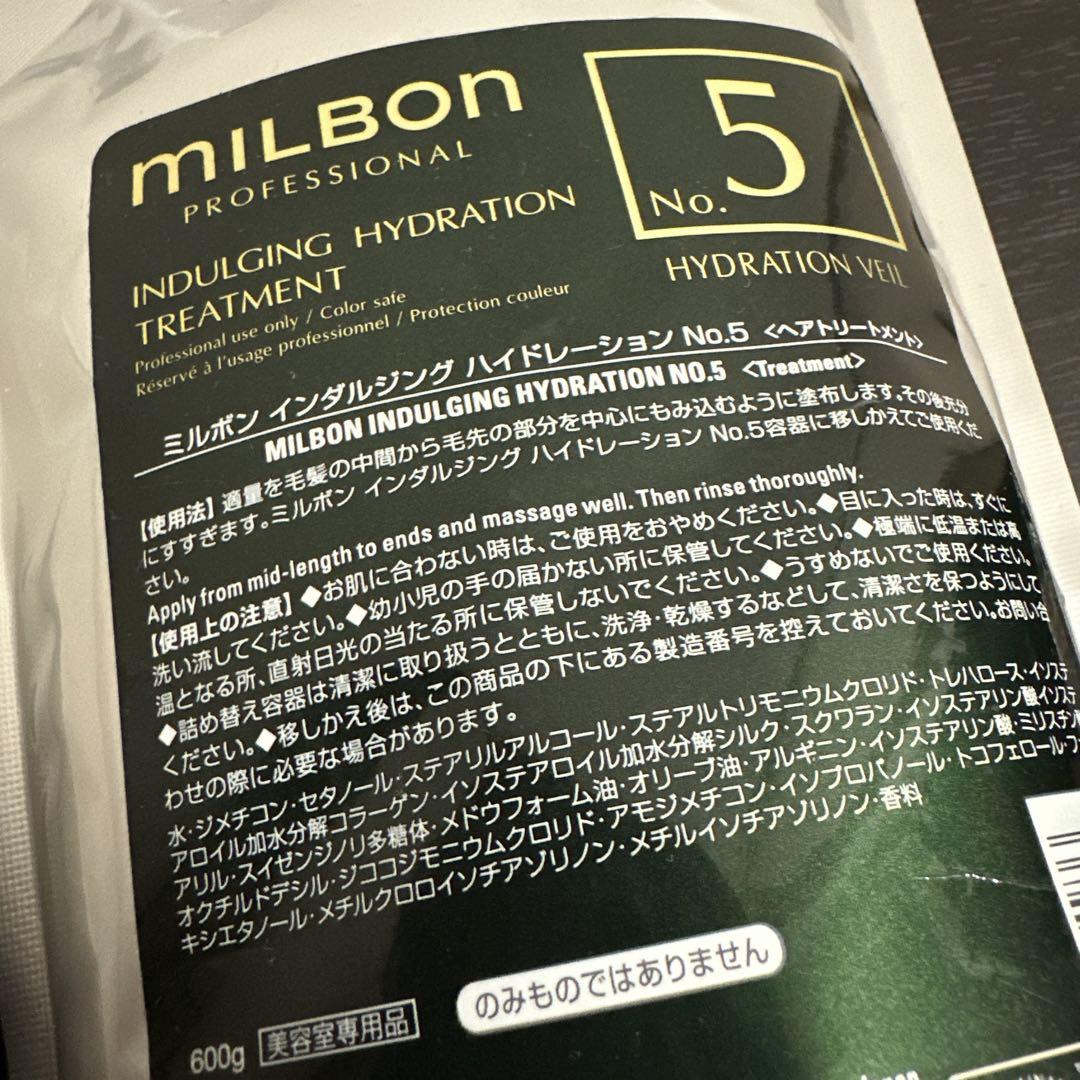 MILBON
PROFESSIONAL
INDULGING HYDRATION
TREATMENT
Professional use only / Color safe
Réservé à l'usage professionnel / Protection couleur
No. 5
HYDRATION VEIL
ミルボン インダルジング ハイドレーション No.5 <ヘアトリートメント>
MILBON INDULGING HYDRATION NO.5 <Treatment>
【使用法】適量を毛髪の中間から毛先の部分を中心にもみ込むように塗布します。その後充分
にすすぎます。ミルボン インダルジング ハイドレーション No.5容器に移しかえてご使用くだ
さい。
Apply from mid-length to ends and massage well. Then rinse thoroughly.
【使用上の注意】◆お肌に合わない時は、ご使用をおやめください。◆目に入った時は、すぐに
洗い流してください。◆幼小児の手の届かない所に保管してください。◆極端に低温または高
温となる所、直射日光の当たる所に保管しないでください。◆うすめないでご使用ください。
◆詰め替え容器は清潔に取り扱うとともに、洗浄・乾燥するなどして、清潔さを保つようにして
ください。◆移しかえ後は、この商品の下にある製造番号を控えておいてください。お問い合
わせの際に必要な場合があります。
水・ジメチコン・セタノール・ステアリルアルコール・ステアルトリモニウムクロリド・トレハロース・イソステ
アロイル加水分解コラーゲン・イソステアロイル加水分解シルク・スクワラン・イソステアリン酸イソステ
アリル・スイゼンジノリ多糖体・メドウフォーム油・オリーブ油・アルギニン・イソステアリン酸・ミリスチン
オクチルドデシル・ジココジモニウムクロリド・アモジメチコン・イソプロパノール・トコフェロール・フ
キシエタノール・メチルクロロイソチアゾリノン・メチルイソチアゾリノン・香料
のみものではありません
600g 美容室専用品